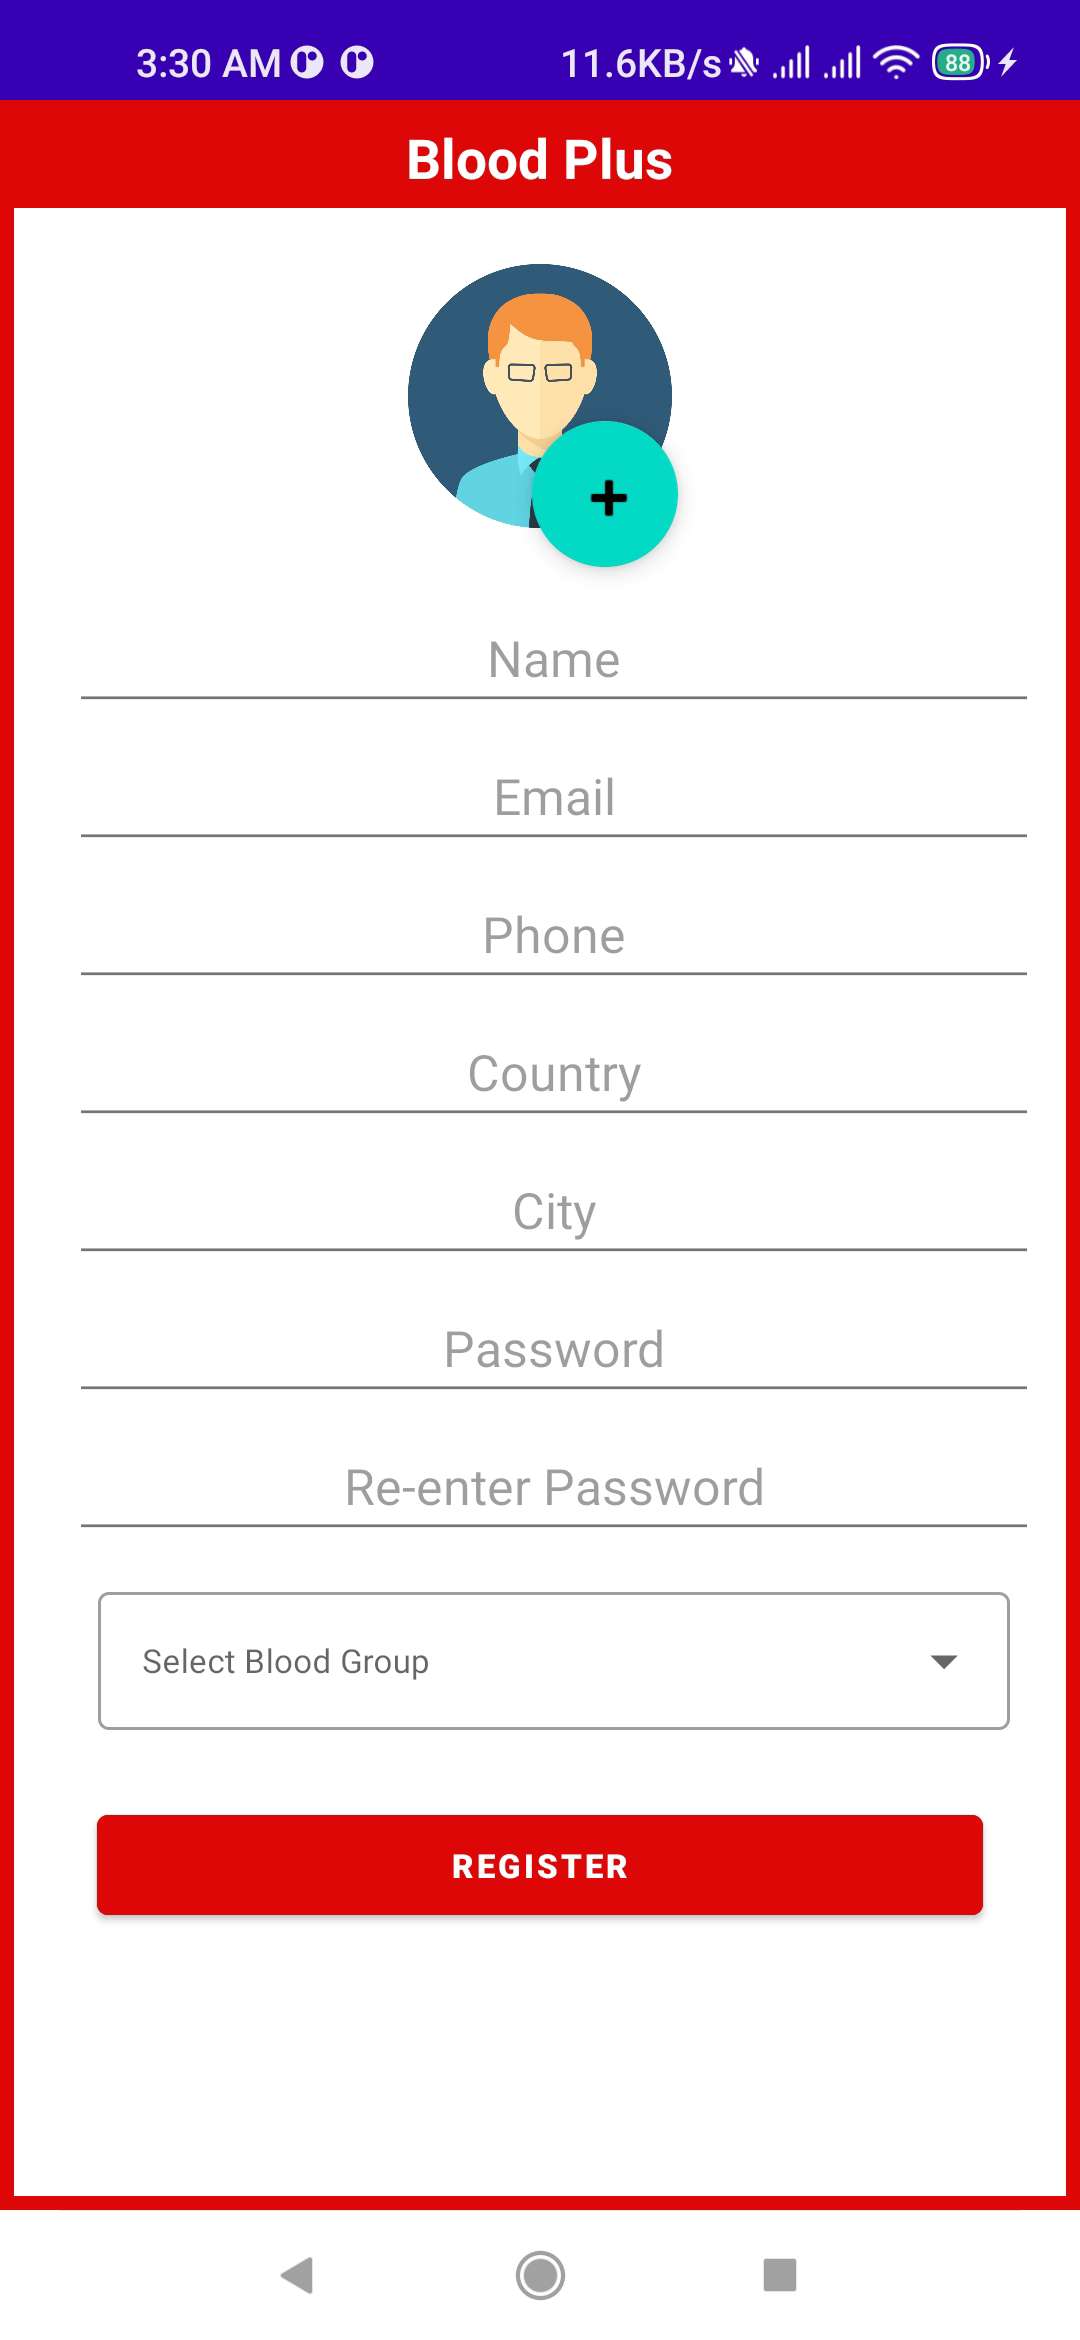 3:30 AM 11.6KB/s 88
Blood Plus
Name
Email
Phone
Country
City
Password
Re-enter Password
Select Blood Group
REGISTER